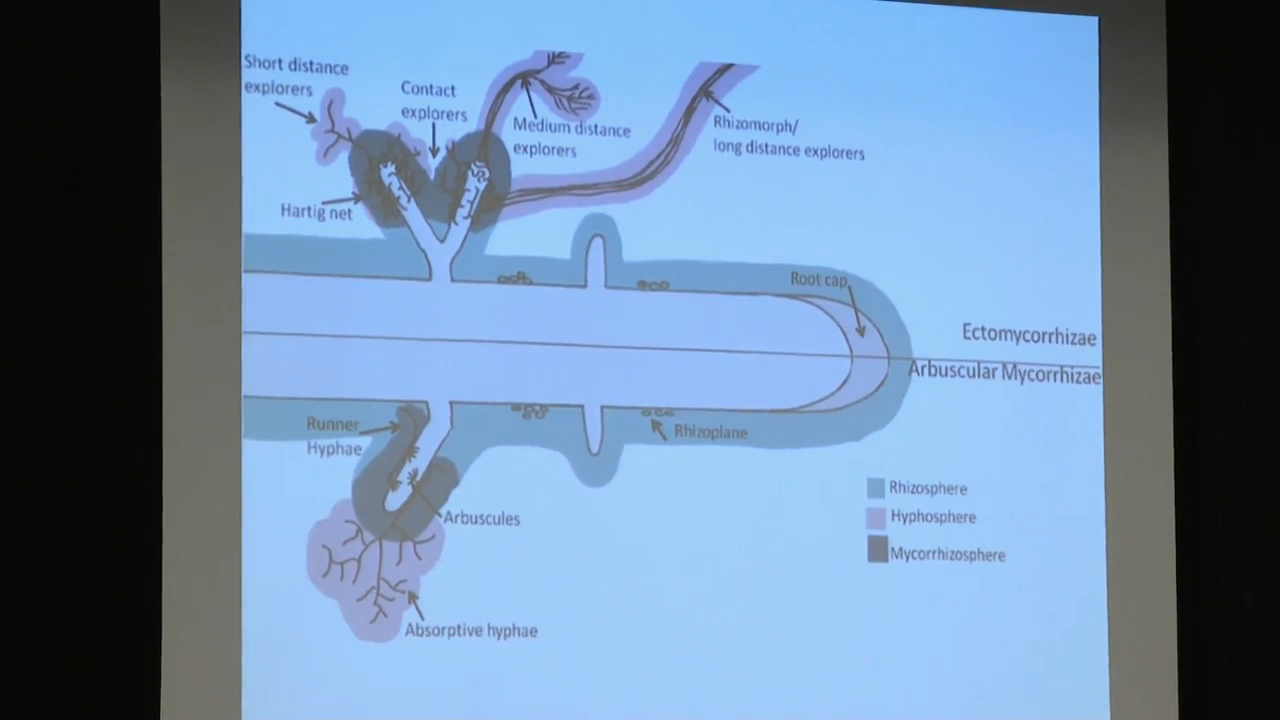 Short distance
explorers
Contact
explorers
Medium distance
explorers
Rhizomorph/
long distance explorers
Hartig net
Root cap
Ectomycorrhizae
Arbuscular Mycorrhizae
Runner
Hyphae
Rhizoplane
Arbuscules
Absorptive hyphae
Rhizosphere
Hyphosphere
Mycorrhizosphere